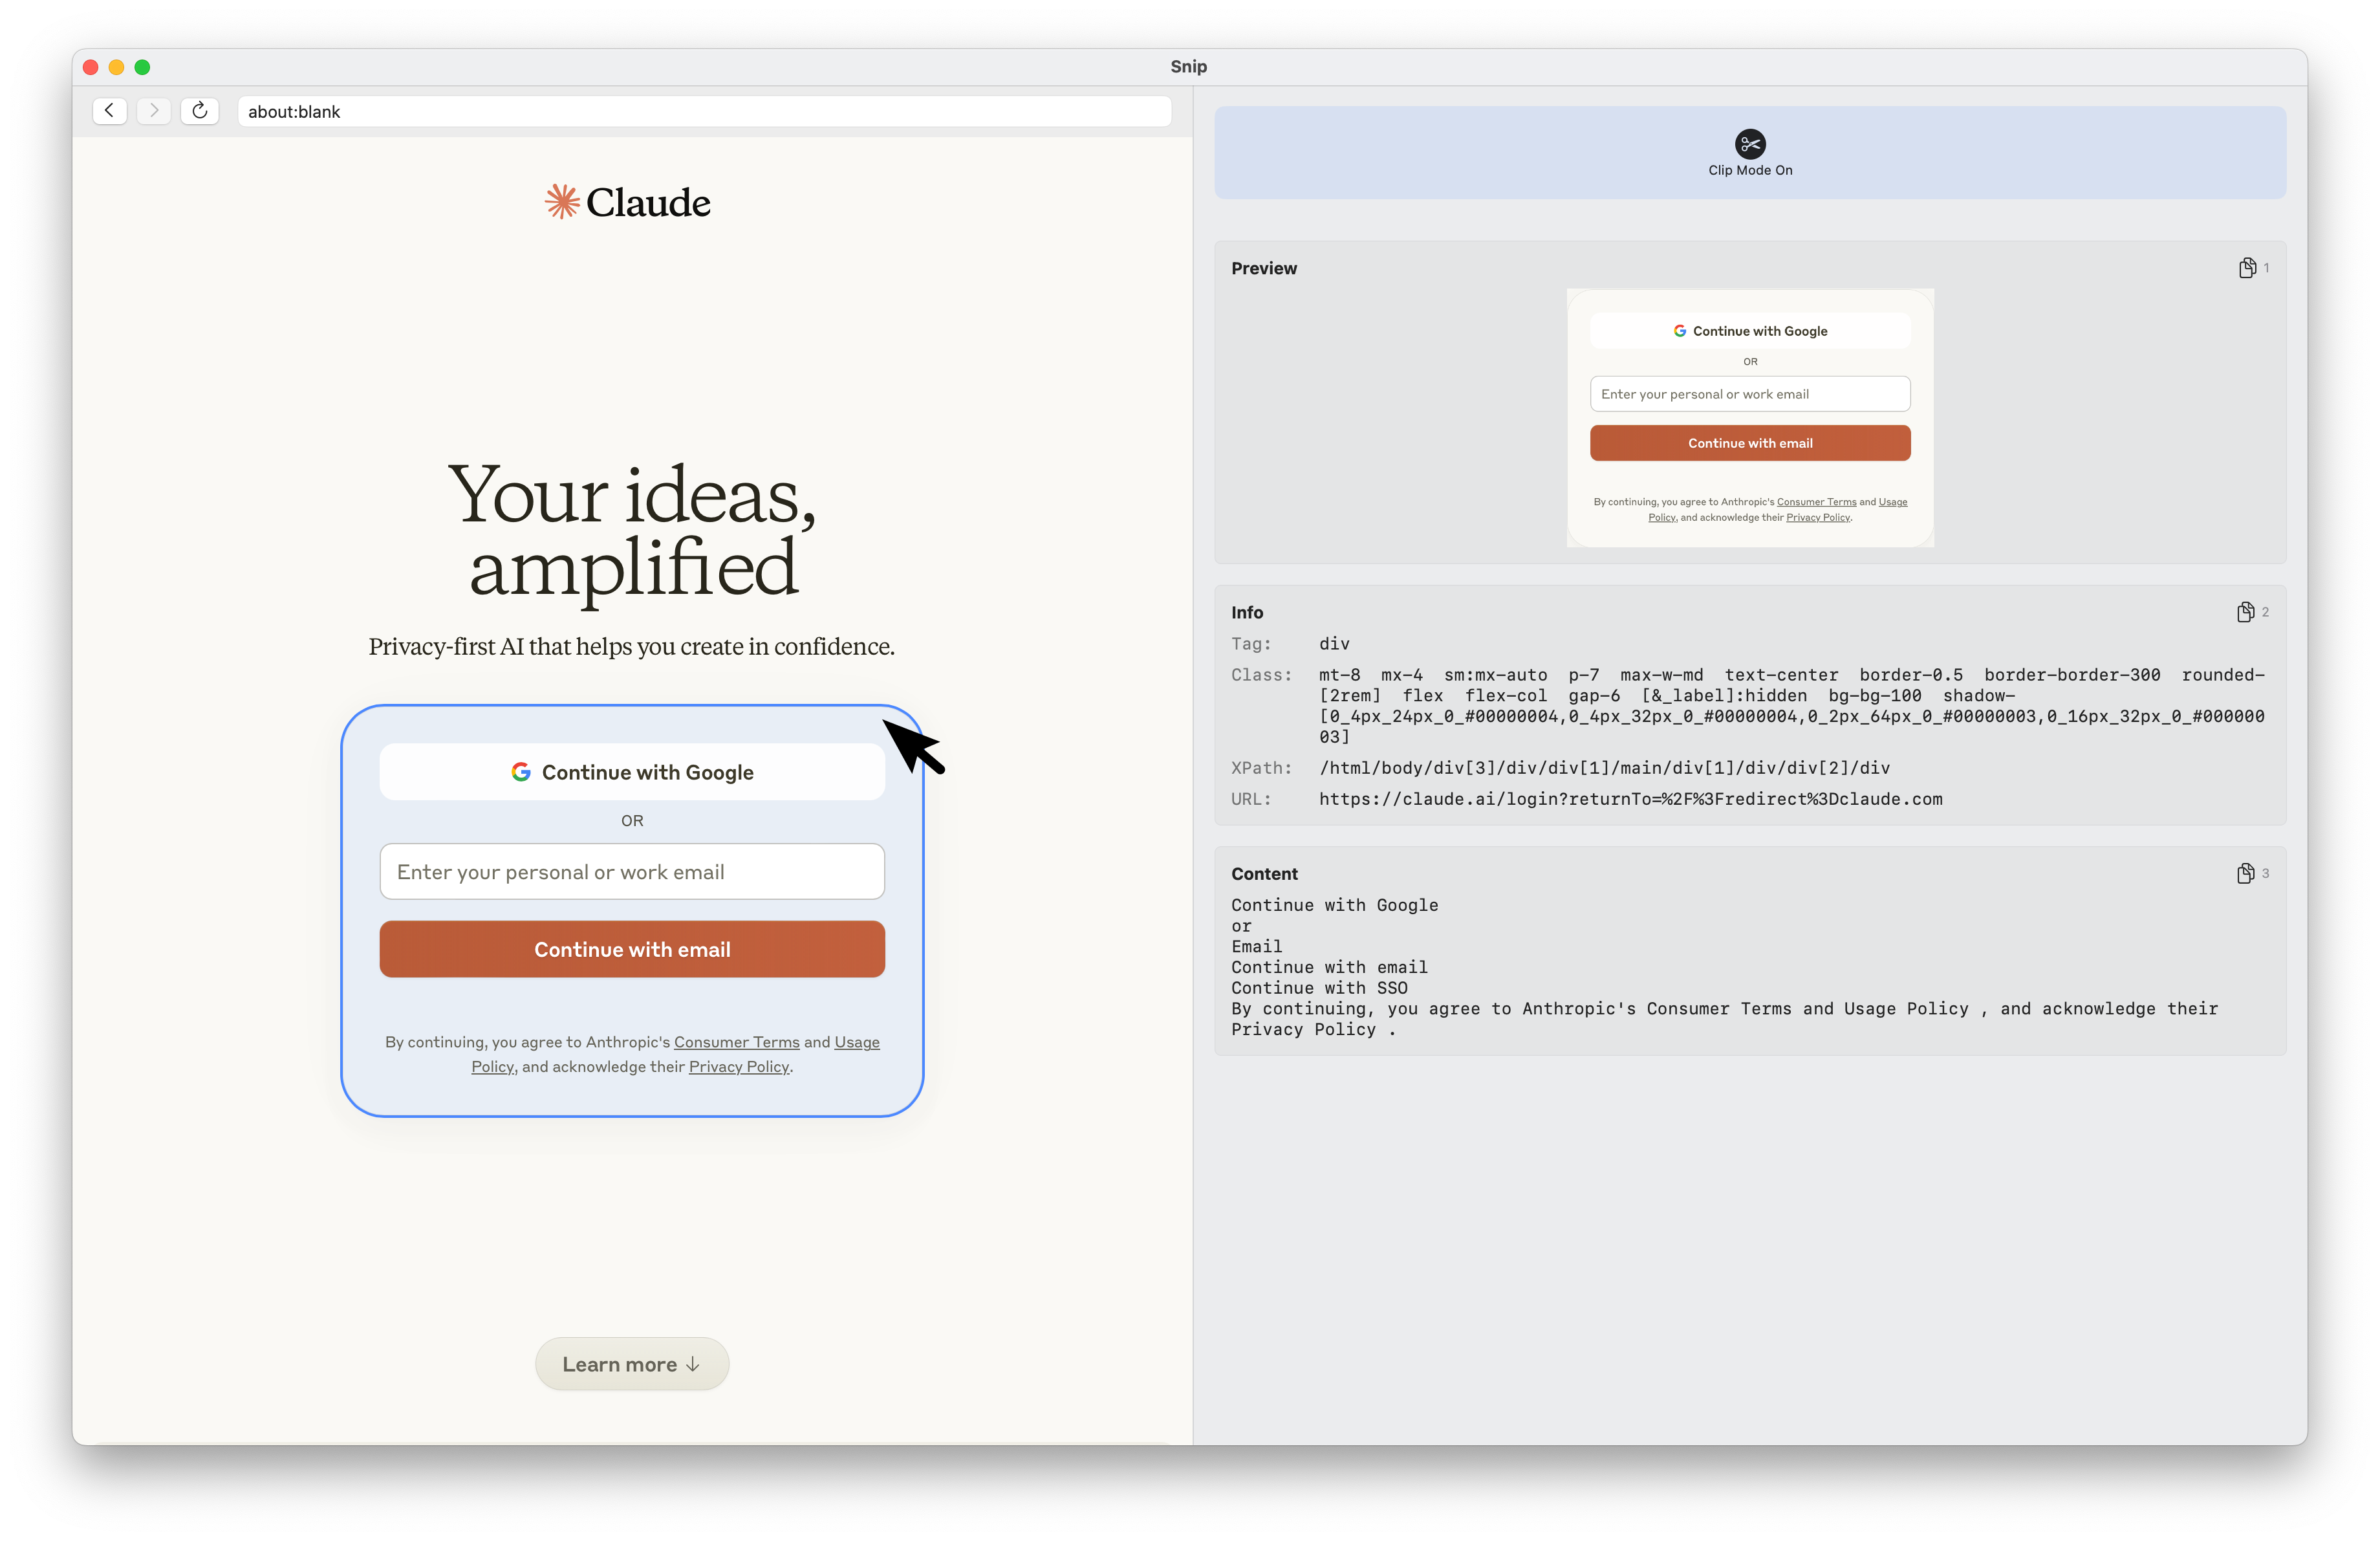 Snip
about:blank
Claude
Your ideas,
amplified
Privacy-first AI that helps you create in confidence.
Continue with Google
OR
Enter your personal or work email
Continue with email
By continuing, you agree to Anthropic's Consumer Terms and Usage
Policy, and acknowledge their Privacy Policy.
Learn more ↓
Clip Mode On
Preview
1
Continue with Google
OR
Enter your personal or work email
Continue with email
By continuing, you agree to Anthropic's Consumer Terms and Usage
Policy, and acknowledge their Privacy Policy.
Info
2
Tag: div
Class: mt-8 mx-4 sm:mx-auto p-7 max-w-md text-center border-0.5 border-border-300 rounded-
[2rem] flex flex-col gap-6 [&_label]:hidden bg-bg-100 shadow-
[0_4px_24px_0_#00000004,0_4px_32px_0_#00000004,0_2px_64px_0_#00000003,0_16px_32px_0_#000000
03]
XPath: /html/body/div[3]/div/div[1]/main/div[1]/div/div[2]/div
URL: https://claude.ai/login?returnTo=%2F%3Fredirect%3Dclaude.com
Content
3
Continue with Google
or
Email
Continue with email
Continue with SSO
By continuing, you agree to Anthropic's Consumer Terms and Usage Policy , and acknowledge their
Privacy Policy .